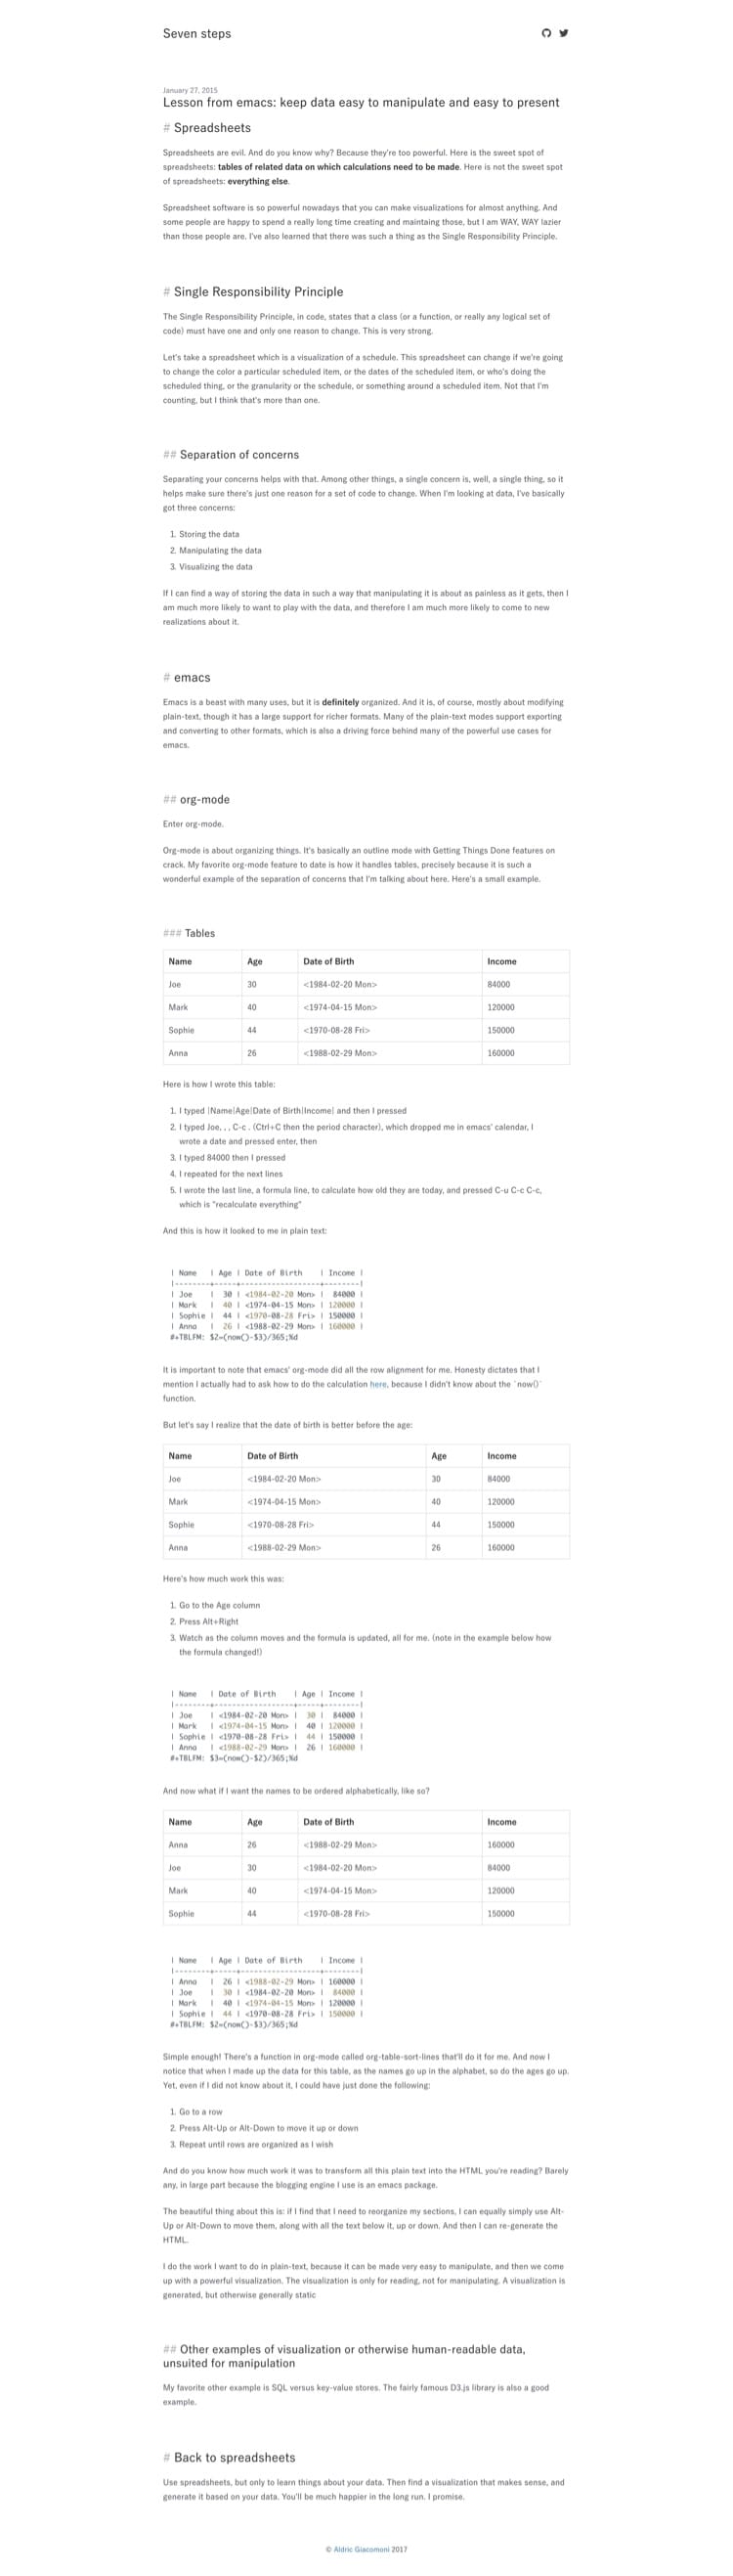 Seven steps
January 27, 2015
Lesson from emacs: keep data easy to manipulate and easy to present
# Spreadsheets
Spreadsheets are evil. And do you know why? Because they're too powerful. Here is the sweet spot of
spreadsheets: tables of related data on which calculations need to be made. Here is not the sweet spot
of spreadsheets: everything else.
Spreadsheet software is so powerful nowadays that you can make visualizations for almost anything. And
some people are happy to spend a really long time creating and maintaing those, but I am WAY, WAY lazier
than those people are. I've also learned that there was such a thing as the Single Responsibility Principle.
# Single Responsibility Principle
The Single Responsibility Principle, in code, states that a class (or a function, or really any logical set of
code) must have one and only one reason to change. This is very strong.
Let's take a spreadsheet which is a visualization of a schedule. This spreadsheet can change if we're going
to change the color a particular scheduled item, or the dates of the scheduled item, or who's doing the
scheduled thing, or the granularity or the schedule, or something around a scheduled item. Not that I'm
counting, but I think that's more than one.
## Separation of concerns
Separating your concerns helps with that. Among other things, a single concern is, well, a single thing, so it
helps make sure there's just one reason for a set of code to change. When I'm looking at data, I've basically
got three concerns:
1. Storing the data
2. Manipulating the data
3. Visualizing the data
If I can find a way of storing the data in such a way that manipulating it is about as painless as it gets, then I
am much more likely to want to play with the data, and therefore I am much more likely to come to new
realizations about it.
# emacs
Emacs is a beast with many uses, but it is definitely organized. And it is, of course, mostly about modifying
plain-text, though it has a large support for richer formats. Many of the plain-text modes support exporting
and converting to other formats, which is also a driving force behind many of the powerful use cases for
emacs.
## org-mode
Enter org-mode.
Org-mode is about organizing things. It's basically an outline mode with Getting Things Done features on
crack. My favorite org-mode feature to date is how it handles tables, precisely because it is such a
wonderful example of the separation of concerns that I'm talking about here. Here's a small example.
### Tables
Name Age Date of Birth Income
Joe 30 <1984-02-20 Mon> 84000
Mark 40 <1974-04-15 Mon> 120000
Sophie 44 <1970-08-28 Fri> 150000
Anna 26 <1988-02-29 Mon> 160000
Here is how I wrote this table:
1. I typed |Name|Age|Date of Birth|Income| and then I pressed
2. I typed Joe, , , C-c . (Ctrl+C then the period character), which dropped me in emacs' calendar, I
wrote a date and pressed enter, then
3. I typed 84000 then I pressed
4. I repeated for the next lines
5. I wrote the last line, a formula line, to calculate how old they are today, and pressed C-u C-c C-c,
which is "recalculate everything"
And this is how it looked to me in plain text:
| Name | Age | Date of Birth | Income |
|--------+-----+------------------+--------|
| Joe | 30 | <1984-02-20 Mon> | 84000 |
| Mark | 40 | <1974-04-15 Mon> | 120000 |
| Sophie | 44 | <1970-08-28 Fri> | 150000 |
| Anna | 26 | <1988-02-29 Mon> | 160000 |
#+TBLFM: $2=(now()-$3)/365;%d
It is important to note that emacs' org-mode did all the row alignment for me. Honesty dictates that I
mention I actually had to ask how to do the calculation here, because I didn't know about the `now()`
function.
But let's say I realize that the date of birth is better before the age:
Name Date of Birth Age Income
Joe <1984-02-20 Mon> 30 84000
Mark <1974-04-15 Mon> 40 120000
Sophie <1970-08-28 Fri> 44 150000
Anna <1988-02-29 Mon> 26 160000
Here's how much work this was:
1. Go to the Age column
2. Press Alt+Right
3. Watch as the column moves and the formula is updated, all for me. (note in the example below how
the formula changed!)
| Name | Date of Birth | Age | Income |
|--------+------------------+-----+--------|
| Joe | <1984-02-20 Mon> | 30 | 84000 |
| Mark | <1974-04-15 Mon> | 40 | 120000 |
| Sophie | <1970-08-28 Fri> | 44 | 150000 |
| Anna | <1988-02-29 Mon> | 26 | 160000 |
#+TBLFM: $3=(now()-$2)/365;%d
And now what if I want the names to be ordered alphabetically, like so?
Name Age Date of Birth Income
Anna 26 <1988-02-29 Mon> 160000
Joe 30 <1984-02-20 Mon> 84000
Mark 40 <1974-04-15 Mon> 120000
Sophie 44 <1970-08-28 Fri> 150000
| Name | Age | Date of Birth | Income |
|--------+-----+------------------+--------|
| Anna | 26 | <1988-02-29 Mon> | 160000 |
| Joe | 30 | <1984-02-20 Mon> | 84000 |
| Mark | 40 | <1974-04-15 Mon> | 120000 |
| Sophie | 44 | <1970-08-28 Fri> | 150000 |
#+TBLFM: $2=(now()-$3)/365;%d
Simple enough! There's a function in org-mode called org-table-sort-lines that'll do it for me. And now I
notice that when I made up the data for this table, as the names go up in the alphabet, so do the ages go up.
Yet, even if I did not know about it, I could have just done the following:
1. Go to a row
2. Press Alt-Up or Alt-Down to move it up or down
3. Repeat until rows are organized as I wish
And do you know how much work it was to transform all this plain text into the HTML you're reading? Barely
any, in large part because the blogging engine I use is an emacs package.
The beautiful thing about this is: if I find that I need to reorganize my sections, I can equally simply use Alt-
Up or Alt-Down to move them, along with all the text below it, up or down. And then I can re-generate the
HTML.
I do the work I want to do in plain-text, because it can be made very easy to manipulate, and then we come
up with a powerful visualization. The visualization is only for reading, not for manipulating. A visualization is
generated, but otherwise generally static
## Other examples of visualization or otherwise human-readable data,
unsuited for manipulation
My favorite other example is SQL versus key-value stores. The fairly famous D3.js library is also a good
example.
# Back to spreadsheets
Use spreadsheets, but only to learn things about your data. Then find a visualization that makes sense, and
generate it based on your data. You'll be much happier in the long run. I promise.
© Aldric Giacomoni 2017